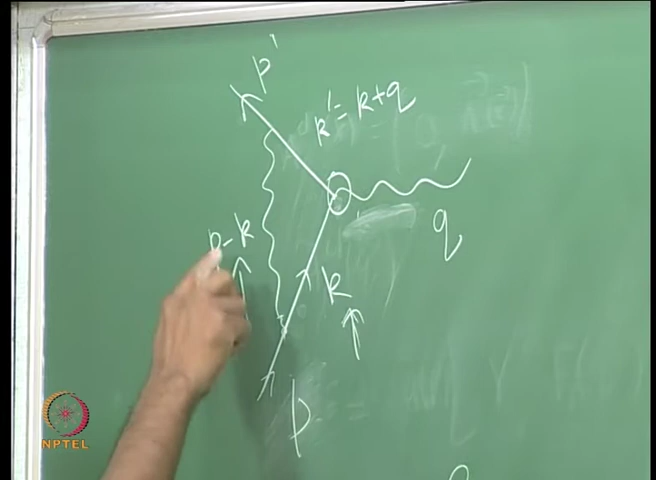 p'
k' = k+q
p-k
q
k
p
NPTEL